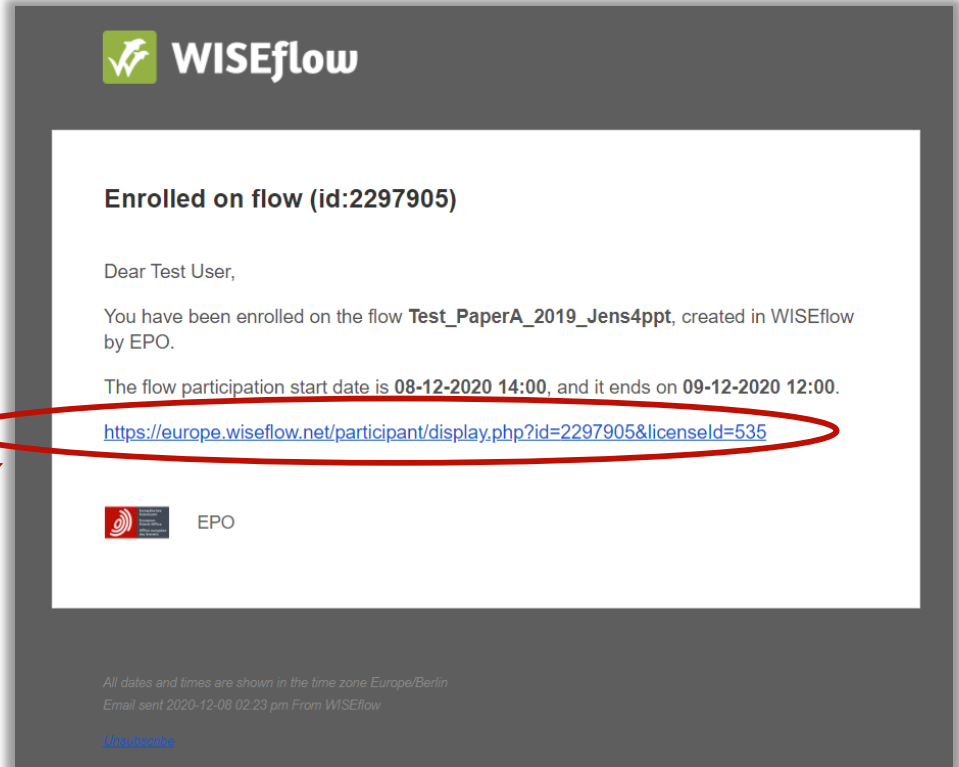 WISEflow
Enrolled on flow (id:2297905)
Dear Test User,
You have been enrolled on the flow Test_PaperA_2019_Jens4ppt, created in WISEflow
by EPO.
The flow participation start date is 08-12-2020 14:00, and it ends on 09-12-2020 12:00.
https://europe.wiseflow.net/participant/display.php?id=2297905&licenseId=535
EPO
All dates and times are shown in the time zone Europe/Berlin
Email sent 2020-12-08 02:23 pm From WISEflow
Unsubscribe